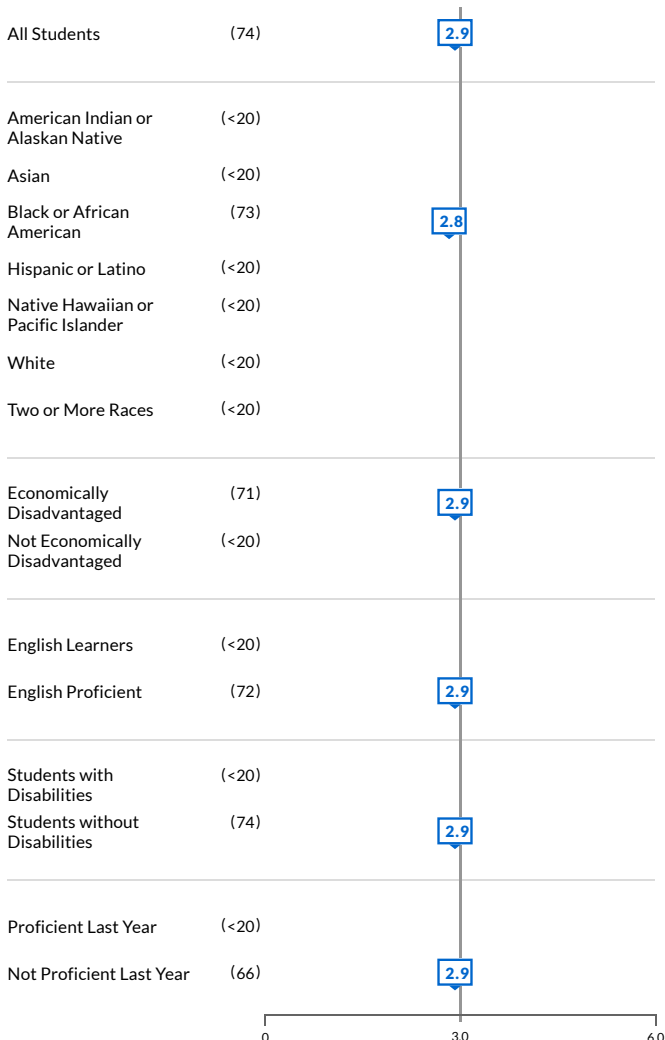 All Students (74) 2.9
American Indian or (<20)
Alaskan Native
Asian (<20)
Black or African (73) 2.8
American
Hispanic or Latino (<20)
Native Hawaiian or (<20)
Pacific Islander
White (<20)
Two or More Races (<20)
Economically (71) 2.9
Disadvantaged
Not Economically (<20)
Disadvantaged
English Learners (<20)
English Proficient (72) 2.9
Students with (<20)
Disabilities
Students without (74) 2.9
Disabilities
Proficient Last Year (<20)
Not Proficient Last Year (66) 2.9
0 3.0 6.0